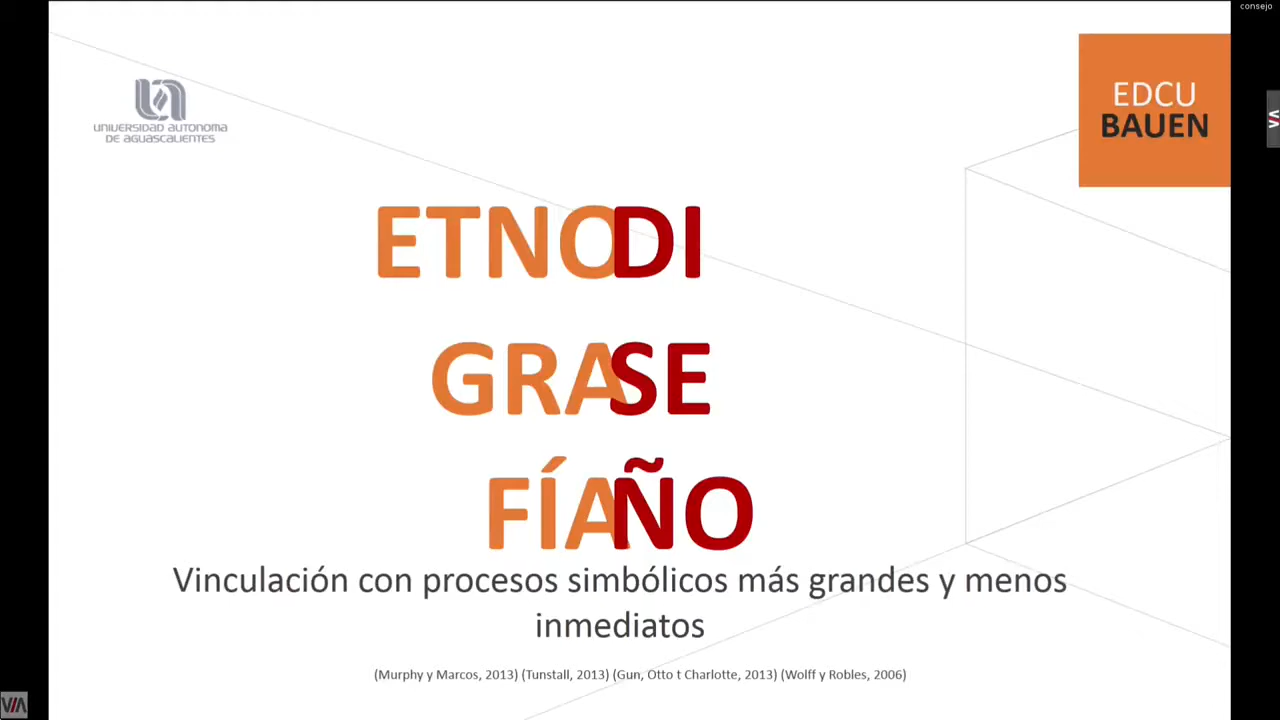 consejo
UNIVERSIDAD AUTONOMA
DE AGUASCALIENTES
EDCU
BAUEN
ETNODI
GRASE
FÍAÑO
Vinculación con procesos simbólicos más grandes y menos
inmediatos
(Murphy y Marcos, 2013) (Tunstall, 2013) (Gun, Otto t Charlotte, 2013) (Wolff y Robles, 2006)
VIA